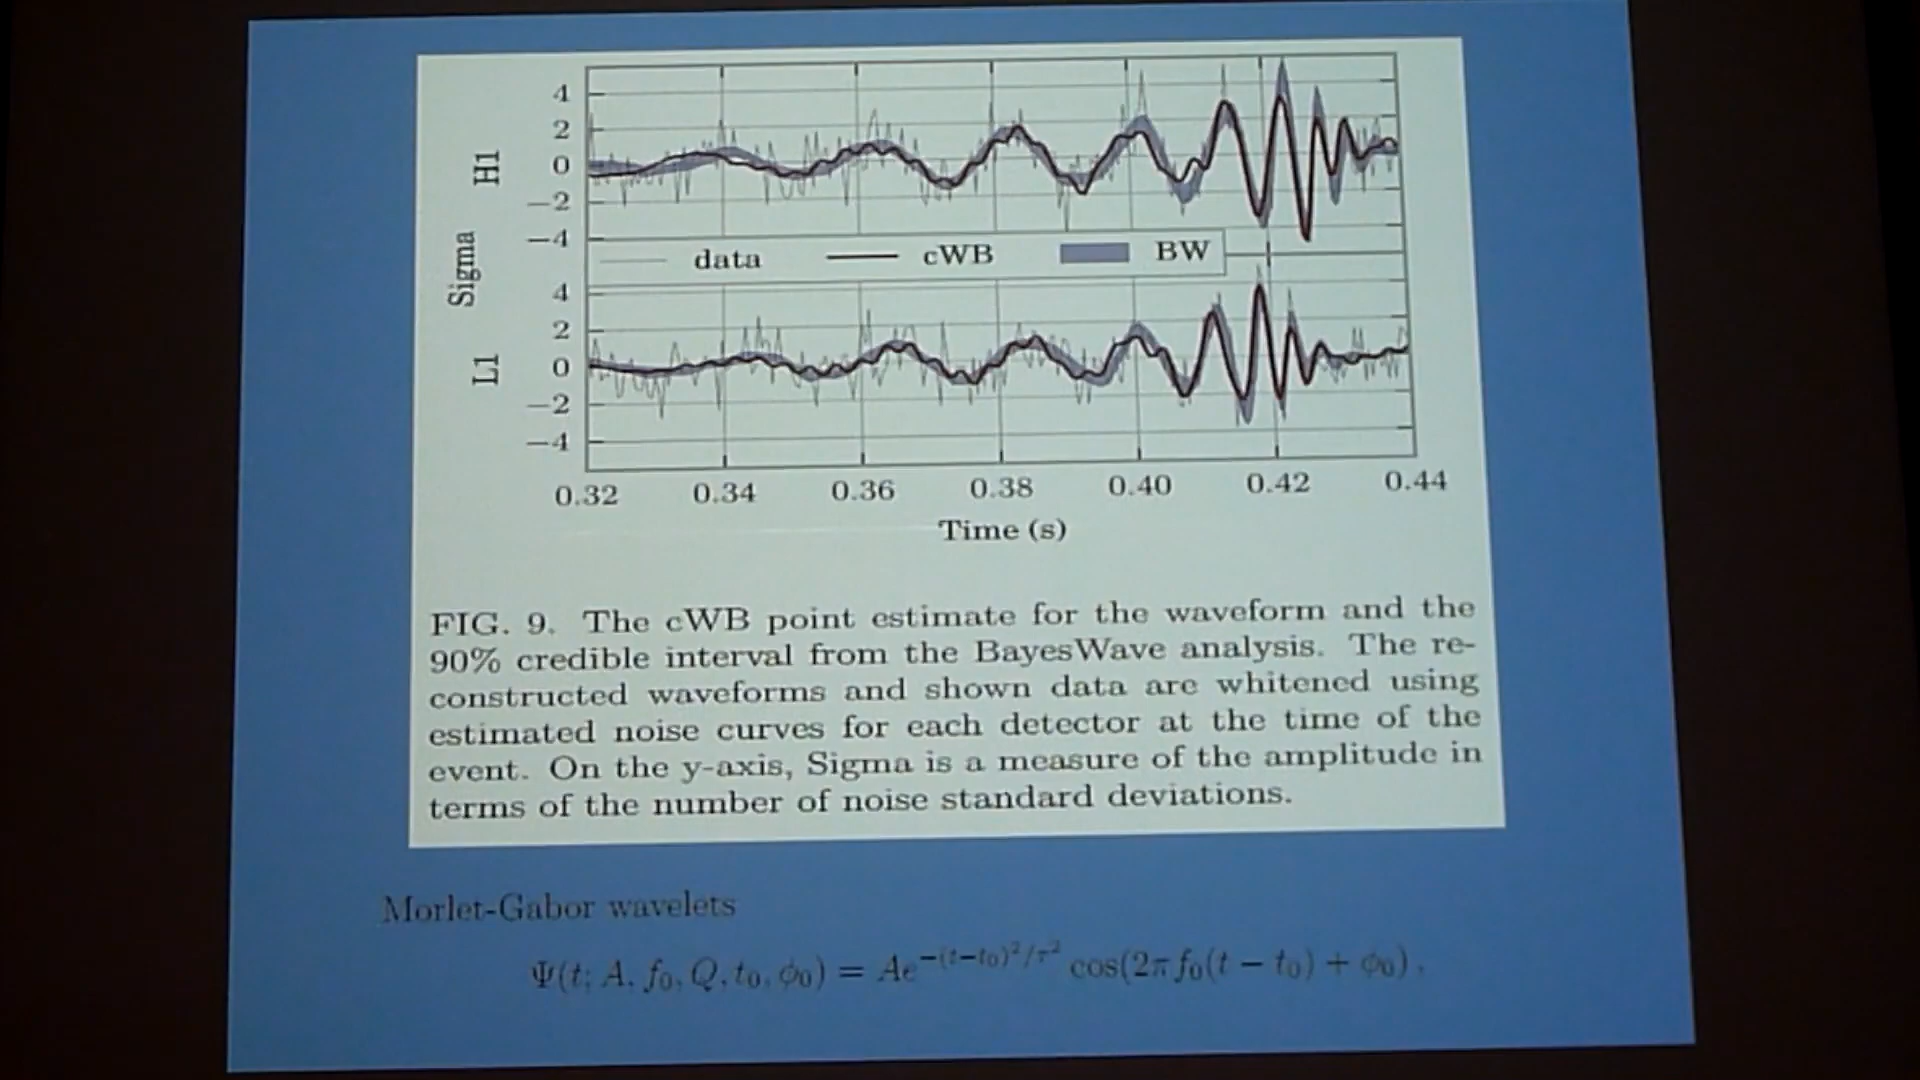 4
2
0
−2
−4
H1
data cWB BW
Sigma
4
2
0
−2
−4
L1
0.32 0.34 0.36 0.38 0.40 0.42 0.44
Time (s)
FIG. 9. The cWB point estimate for the waveform and the
90% credible interval from the BayesWave analysis. The re-
constructed waveforms and shown data are whitened using
estimated noise curves for each detector at the time of the
event. On the y-axis, Sigma is a measure of the amplitude in
terms of the number of noise standard deviations.
Morlet-Gabor wavelets
Ψ(t; A, f₀, Q, t₀, ϕ₀) = Ae^{−(t−t₀)²/τ²} cos(2πf₀(t − t₀) + ϕ₀) .